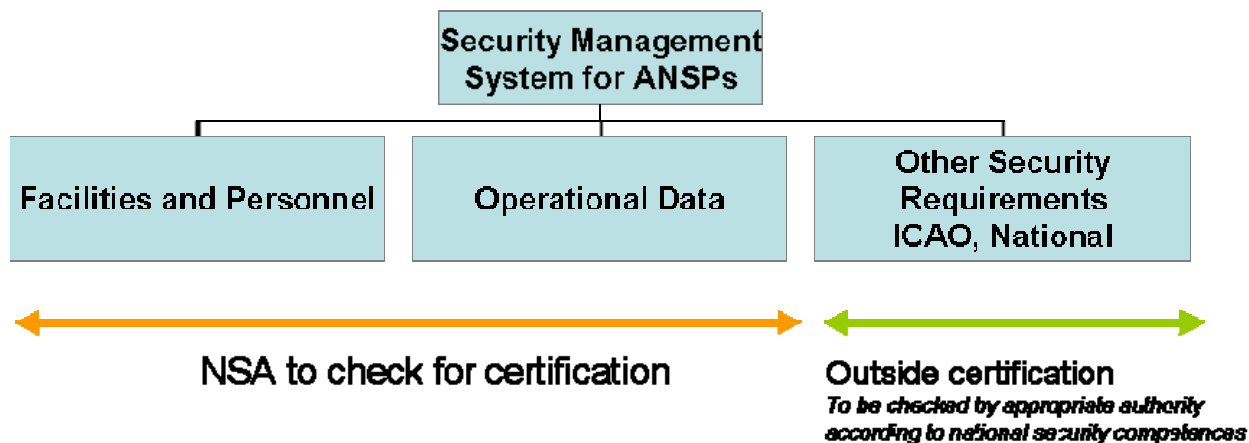 Security Management
System for ANSPs
Facilities and Personnel
Operational Data
Other Security
Requirements
ICAO, National
NSA to check for certification
Outside certification
To be checked by appropriate authority
according to national security competences